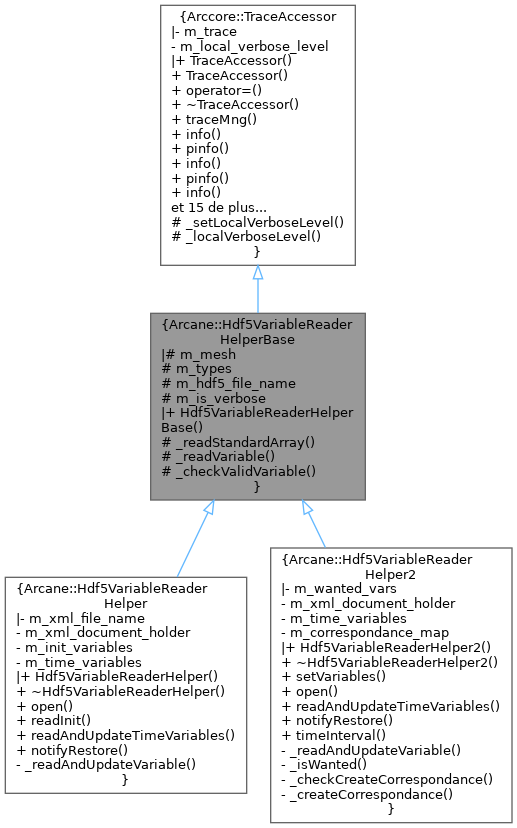 {Arccore::TraceAccessor
|- m_trace
- m_local_verbose_level
|+ TraceAccessor()
+ TraceAccessor()
+ operator=()
+ ~TraceAccessor()
+ traceMng()
+ info()
+ pinfo()
+ info()
+ pinfo()
+ info()
et 15 de plus...
# _setLocalVerboseLevel()
# _localVerboseLevel()
}
{Arcane::Hdf5VariableReader
HelperBase
|# m_mesh
# m_types
# m_hdf5_file_name
# m_is_verbose
|+ Hdf5VariableReaderHelper
Base()
# _readStandardArray()
# _readVariable()
# _checkValidVariable()
}
{Arcane::Hdf5VariableReader
Helper
|- m_xml_file_name
- m_xml_document_holder
- m_init_variables
- m_time_variables
|+ Hdf5VariableReaderHelper()
+ ~Hdf5VariableReaderHelper()
+ open()
+ readInit()
+ readAndUpdateTimeVariables()
+ notifyRestore()
- _readAndUpdateVariable()
}
{Arcane::Hdf5VariableReader
Helper2
|- m_wanted_vars
- m_xml_document_holder
- m_time_variables
- m_correspondance_map
|+ Hdf5VariableReaderHelper2()
+ ~Hdf5VariableReaderHelper2()
+ setVariables()
+ open()
+ readAndUpdateTimeVariables()
+ notifyRestore()
+ timeInterval()
- _readAndUpdateVariable()
- _isWanted()
- _checkCreateCorrespondance()
- _createCorrespondance()
}